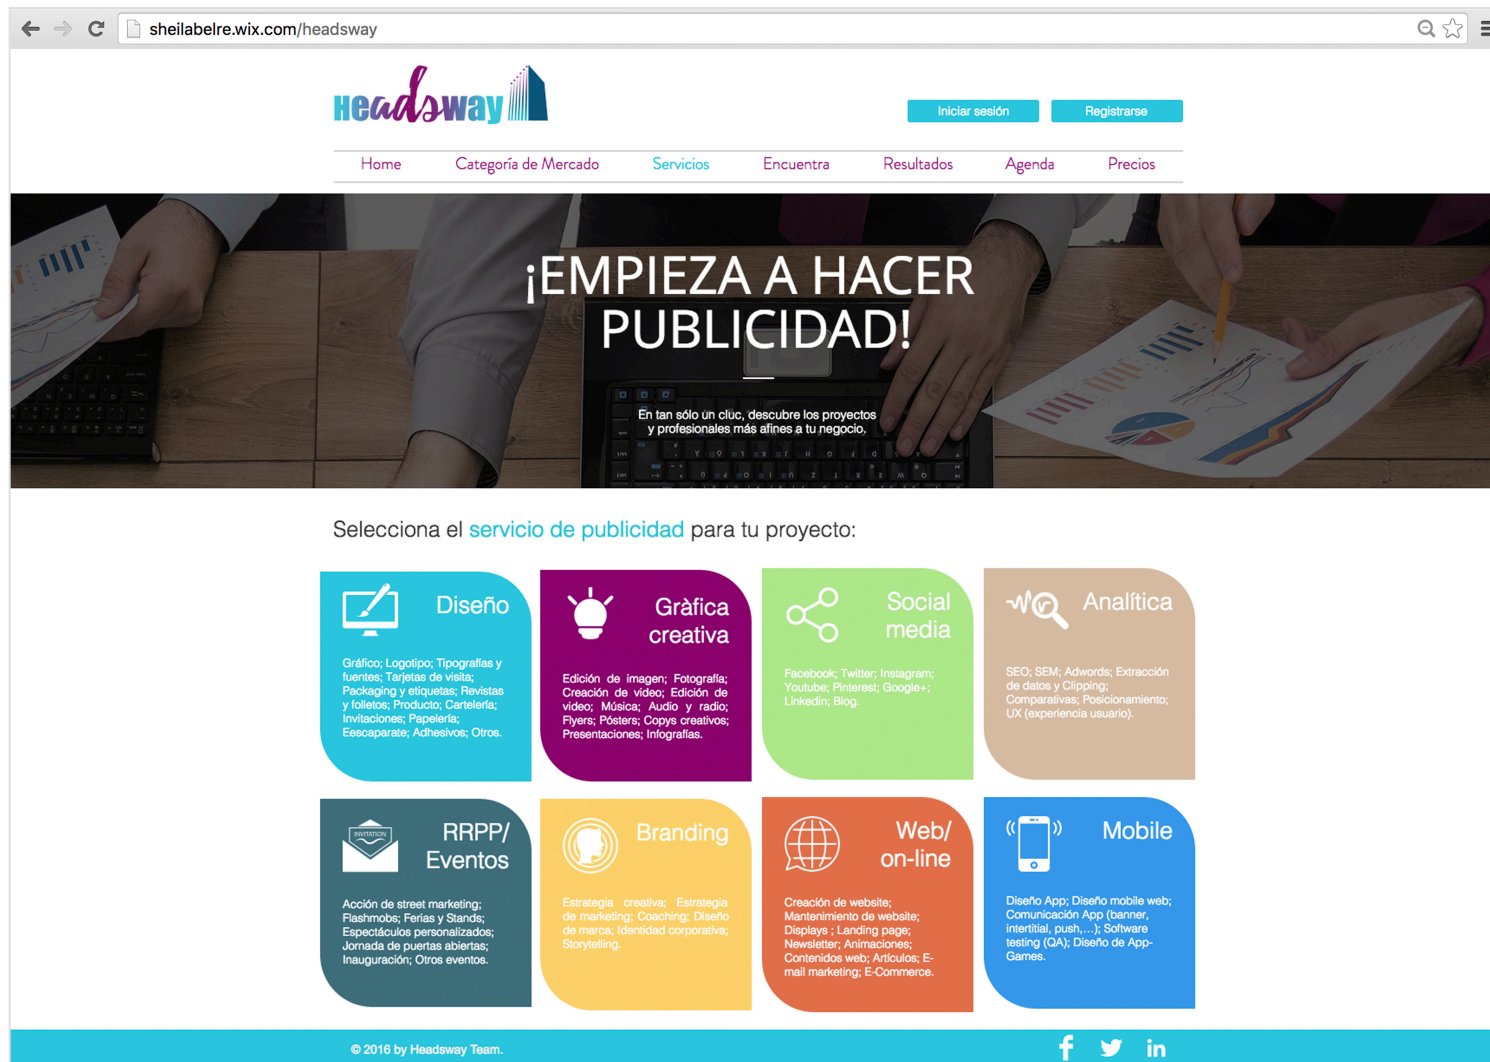 sheilabelre.wix.com/headsway
Headsway
Iniciar sesión
Registrarse
Home
Categoría de Mercado
Servicios
Encuentra
Resultados
Agenda
Precios
¡EMPIEZA A HACER
PUBLICIDAD!
En tan sólo un cluc, descubre los proyectos
y profesionales más afines a tu negocio.
Selecciona el servicio de publicidad para tu proyecto:
Diseño
Gráfico; Logotipo; Tipografías y
fuentes; Tarjetas de visita;
Packaging y etiquetas; Revistas
y folletos; Producto; Cartelería;
Invitaciones; Papelería;
Eescaparate; Adhesivos; Otros.
Gràfica
creativa
Edición de imagen; Fotografía;
Creación de video; Edición de
video; Música; Audio y radio;
Flyers; Pósters; Copys creativos;
Presentaciones; Infografías.
Social
media
Facebook; Twitter; Instagram;
Youtube; Pinterest; Google+;
Linkedin; Blog.
Analítica
SEO; SEM; Adwords; Extracción
de datos y Clipping;
Comparativas; Posicionamiento;
UX (experiencia usuario).
INVITATION
RRPP/
Eventos
Acción de street marketing;
Flashmobs; Ferias y Stands;
Espectáculos personalizados;
Jornada de puertas abiertas;
Inauguración; Otros eventos.
Branding
Estrategia creativa; Estrategia
de marketing; Coaching; Diseño
de marca; Identidad corporativa;
Storytelling.
Web/
on-line
Creación de website;
Mantenimiento de website;
Displays ; Landing page;
Newsletter; Animaciones;
Contenidos web; Artículos; E-
mail marketing; E-Commerce.
Mobile
Diseño App; Diseño mobile web;
Comunicación App (banner,
intertitial, push,...); Software
testing (QA); Diseño de App-
Games.
© 2016 by Headsway Team.